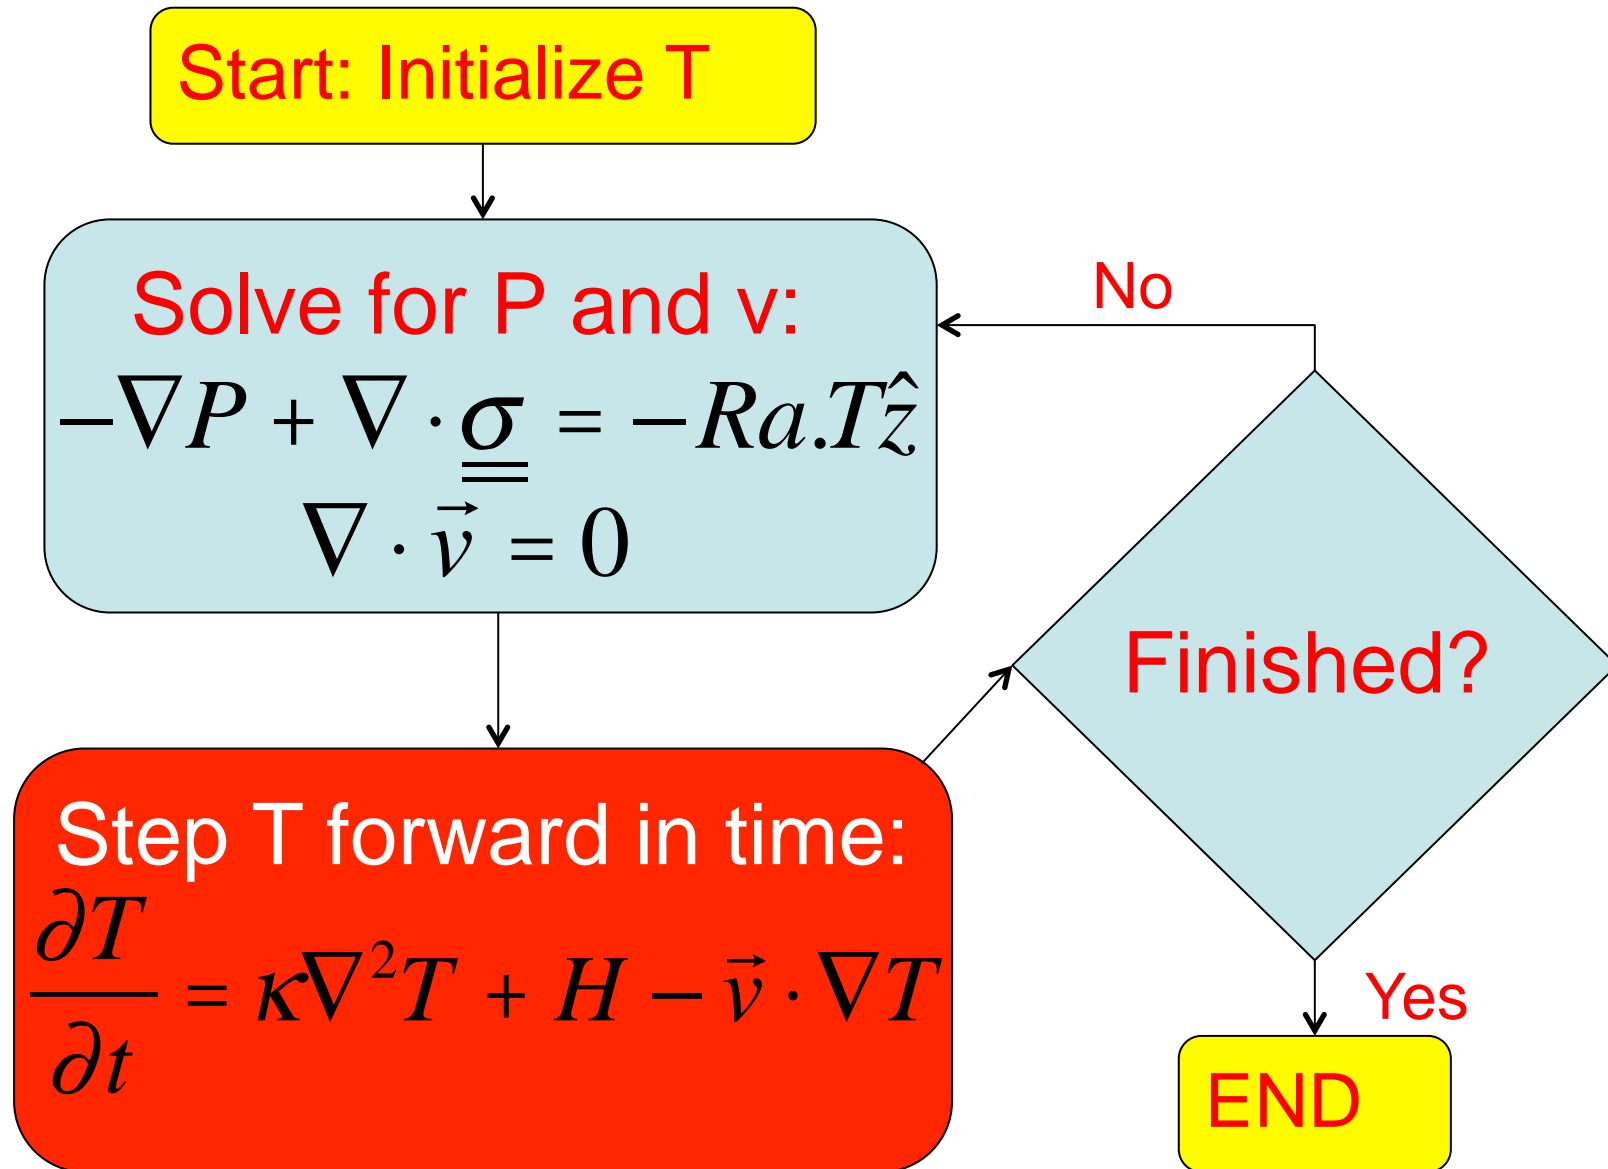 Start: Initialize T
Solve for P and v:
−∇P + ∇ · σ̳ = −Ra.Tẑ
∇ · v⃗ = 0
No
Finished?
Step T forward in time:
∂T/∂t = κ∇²T + H − v⃗ · ∇T
Yes
END